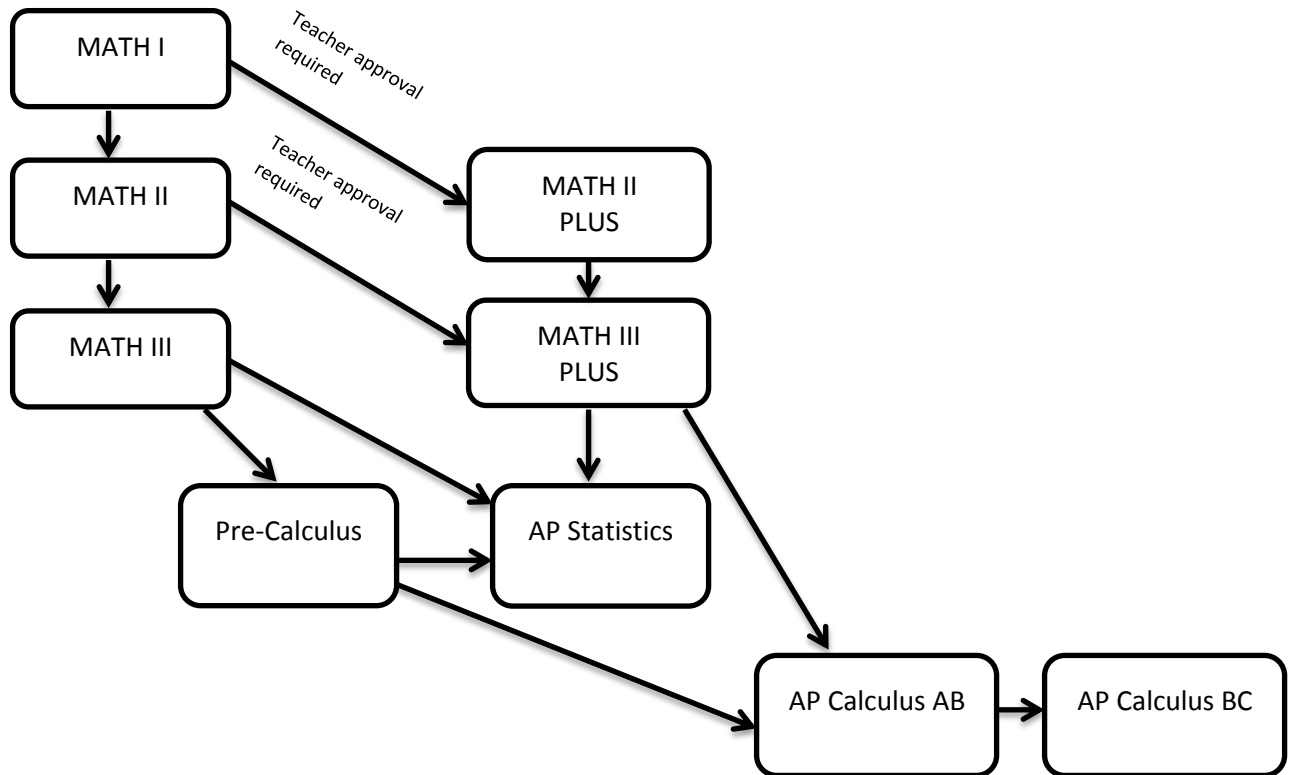 MATH I
Teacher approval
required
MATH II
Teacher approval
required
MATH II
PLUS
MATH III
MATH III
PLUS
Pre-Calculus
AP Statistics
AP Calculus AB
AP Calculus BC